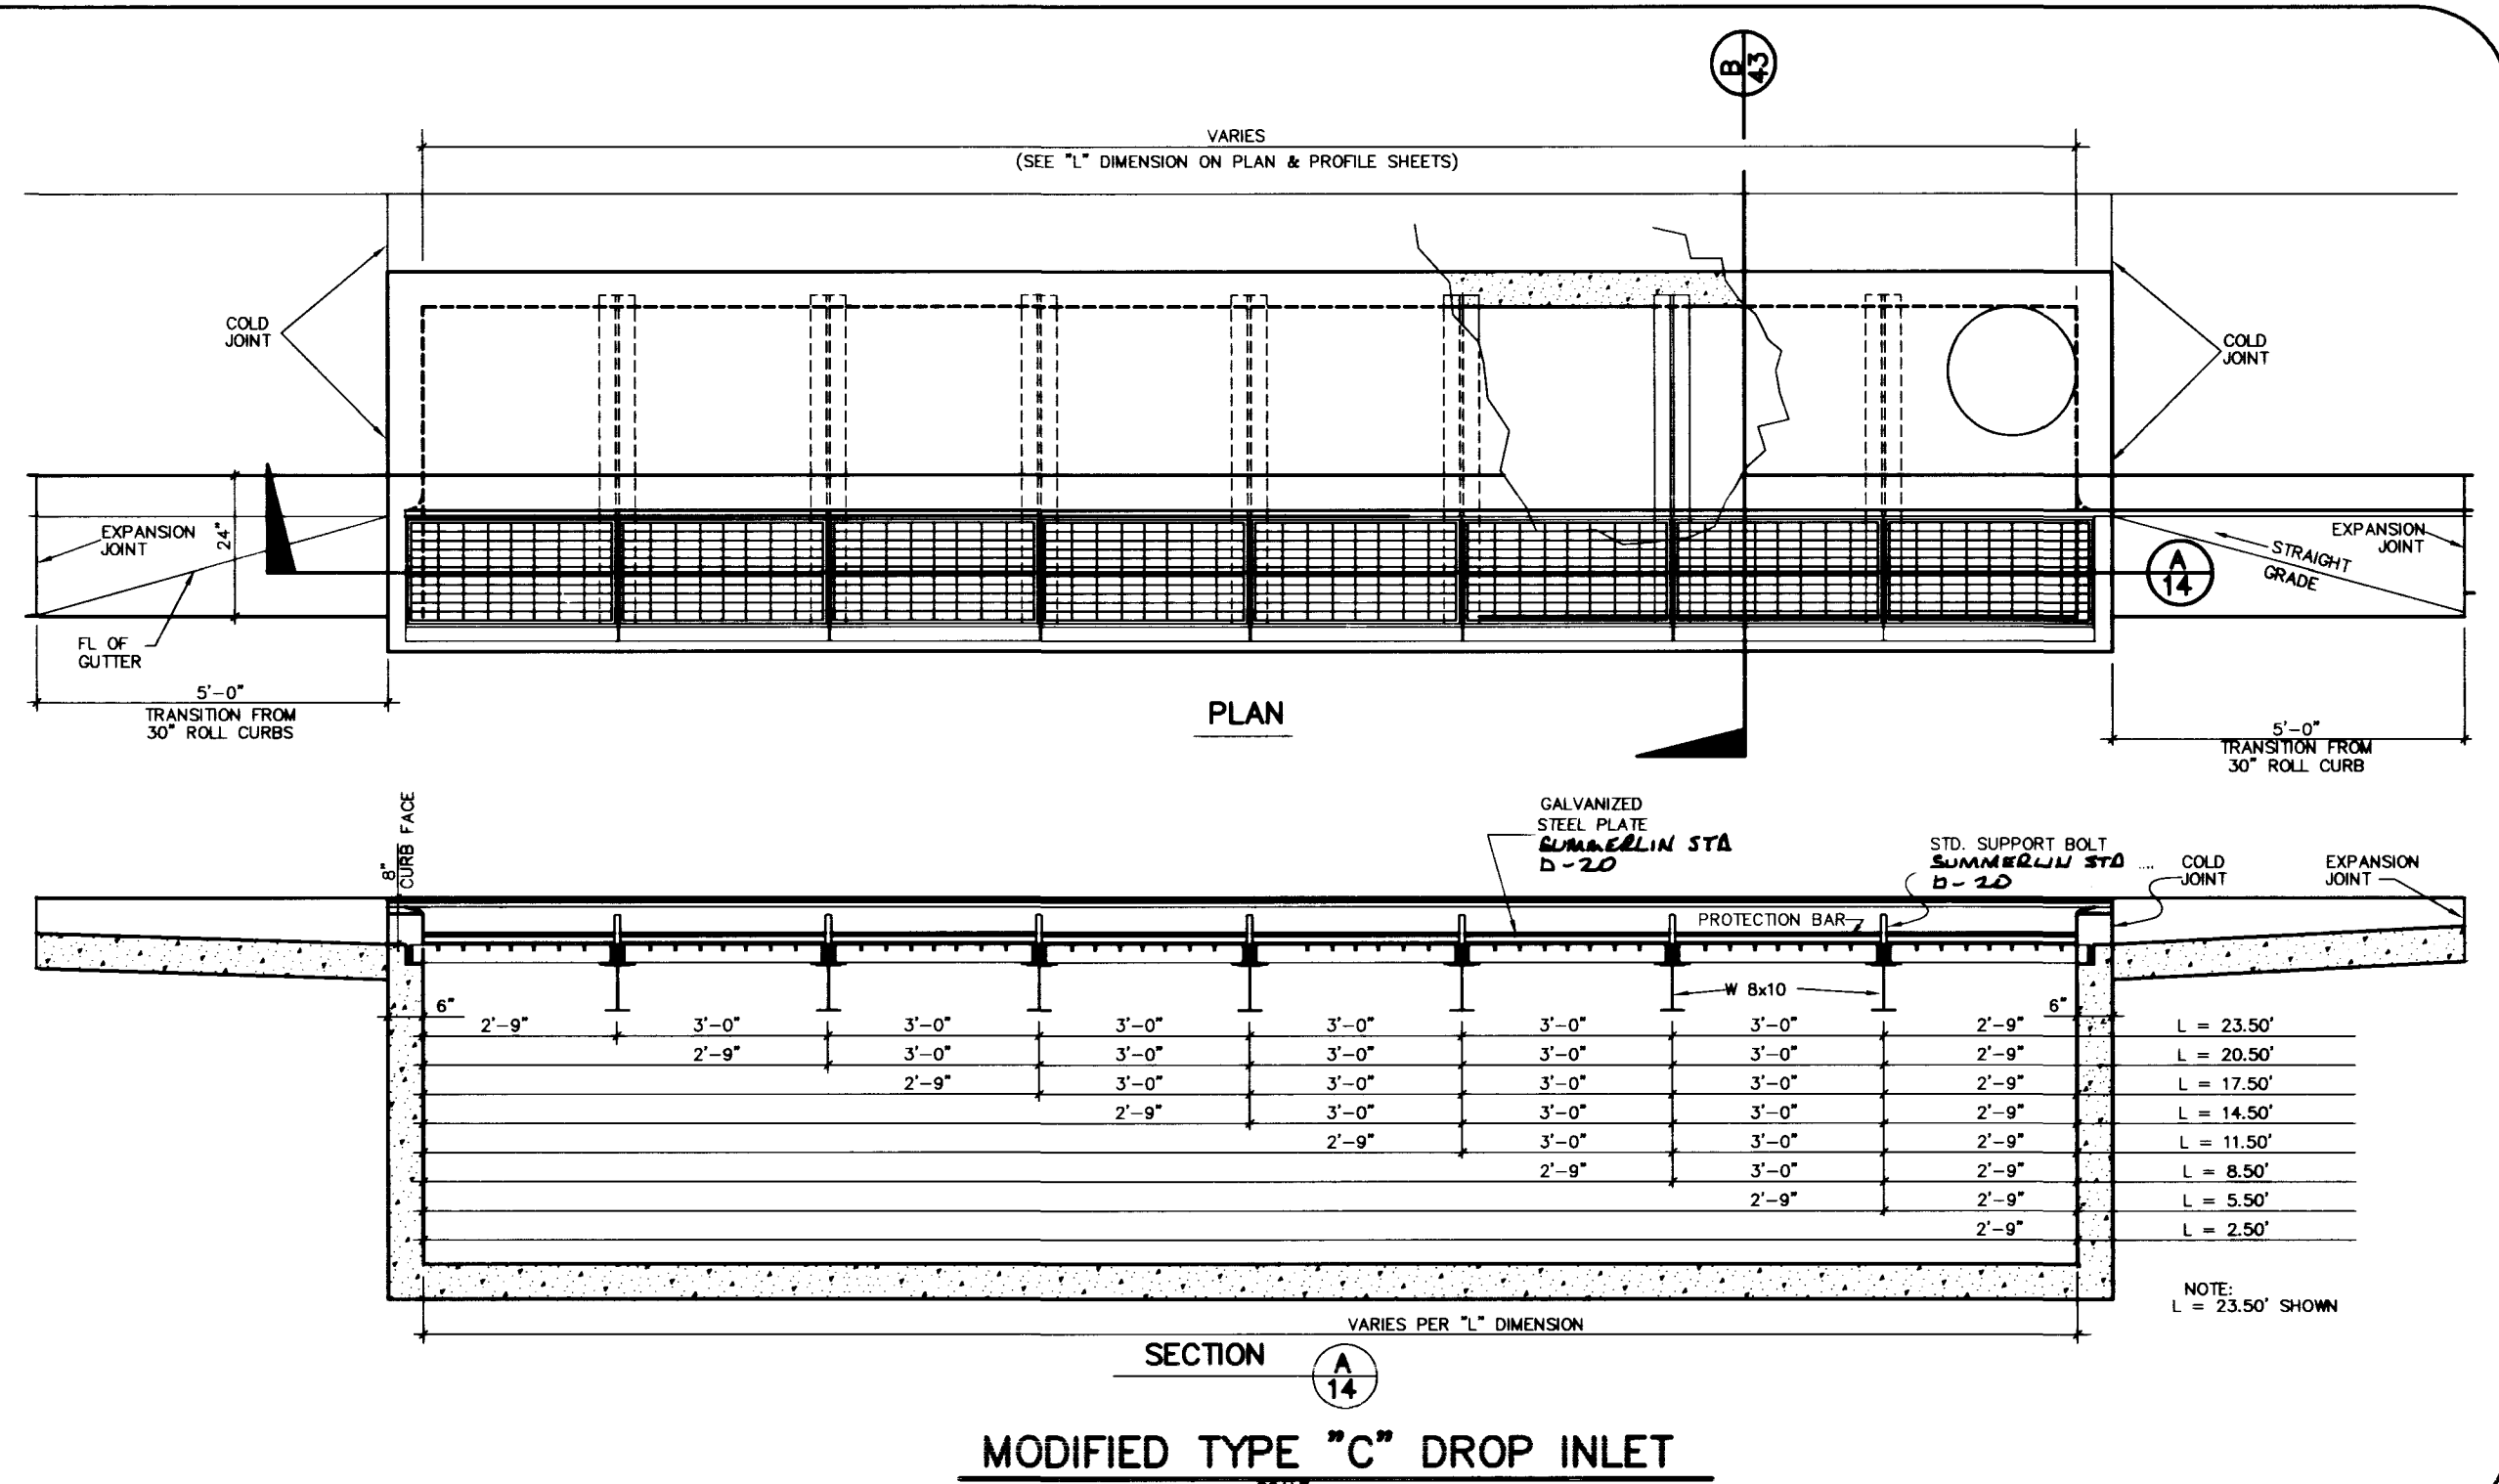 B
43
VARIES
(SEE "L" DIMENSION ON PLAN & PROFILE SHEETS)
COLD
JOINT
COLD
JOINT
EXPANSION
JOINT
24"
EXPANSION
JOINT
STRAIGHT
GRADE
A
14
FL OF
GUTTER
5'-0"
TRANSITION FROM
30" ROLL CURBS
PLAN
5'-0"
TRANSITION FROM
30" ROLL CURB
8"
CURB FACE
GALVANIZED
STEEL PLATE
SUMMERLIN STD
D-20
STD. SUPPORT BOLT
SUMMERLIN STD
D-20
COLD
JOINT
EXPANSION
JOINT
PROTECTION BAR
W 8x10
6"
6"
2'-9" 3'-0" 3'-0" 3'-0" 3'-0" 3'-0" 3'-0" 2'-9" L = 23.50'
2'-9" 3'-0" 3'-0" 3'-0" 3'-0" 3'-0" 2'-9" L = 20.50'
2'-9" 3'-0" 3'-0" 3'-0" 3'-0" 2'-9" L = 17.50'
2'-9" 3'-0" 3'-0" 3'-0" 2'-9" L = 14.50'
2'-9" 3'-0" 3'-0" 2'-9" L = 11.50'
2'-9" 3'-0" 2'-9" L = 8.50'
2'-9" 2'-9" L = 5.50'
2'-9" L = 2.50'
NOTE:
L = 23.50' SHOWN
VARIES PER "L" DIMENSION
SECTION
A
14
MODIFIED TYPE "C" DROP INLET